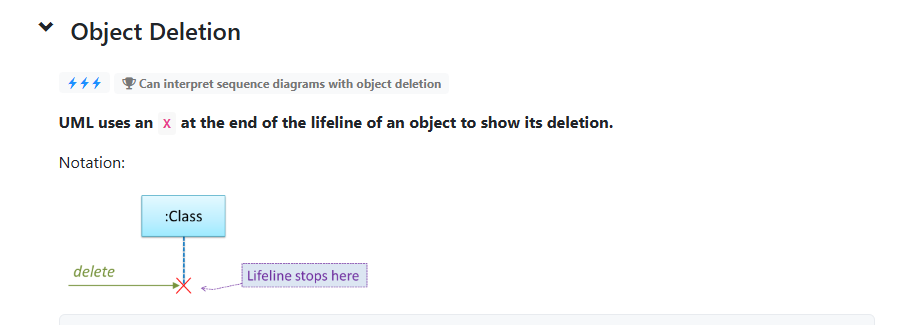 Object Deletion
Can interpret sequence diagrams with object deletion
UML uses an X at the end of the lifeline of an object to show its deletion.
Notation:
:Class
delete
Lifeline stops here